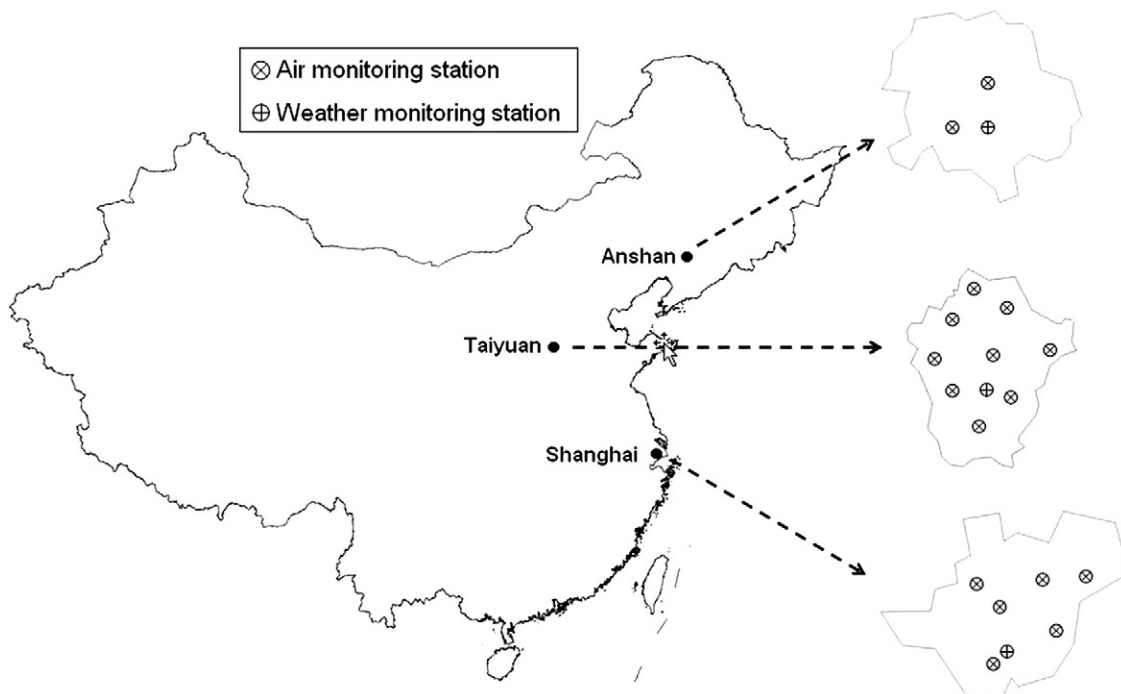 Air monitoring station
Weather monitoring station
Anshan
Taiyuan
Shanghai